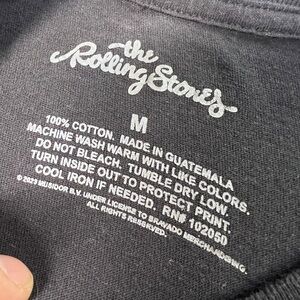 the
Rolling Stones
M
100% COTTON. MADE IN GUATEMALA
MACHINE WASH WARM WITH LIKE COLORS.
DO NOT BLEACH. TUMBLE DRY LOW.
TURN INSIDE OUT TO PROTECT PRINT.
COOL IRON IF NEEDED. RN# 102050
MUSIDOR B.V. UNDER LICENSE TO BRAVADO MERCHANDISING.
ALL RIGHTS RESERVED.